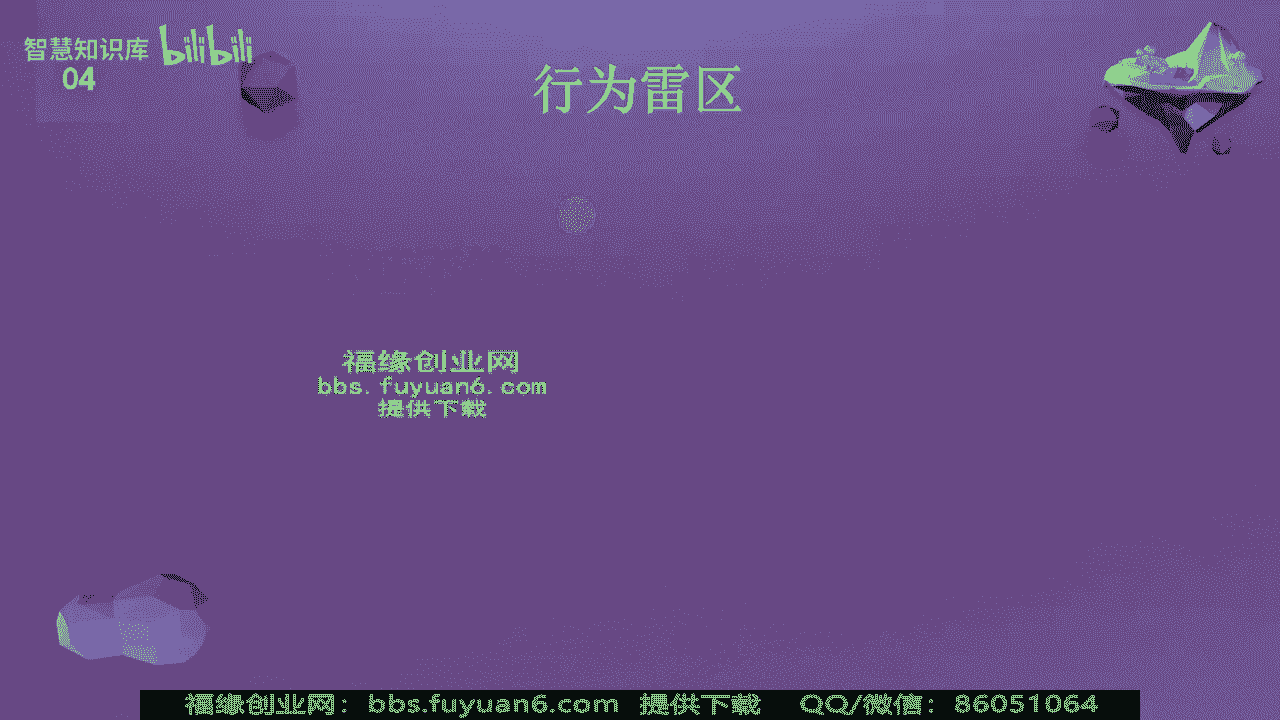 智慧知识库 bilibili
04
行为雷区
福缘创业网
bbs.fuyuan6.com
提供下载
福缘创业网：bbs.fuyuan6.com 提供下载 QQ/微信：86051064